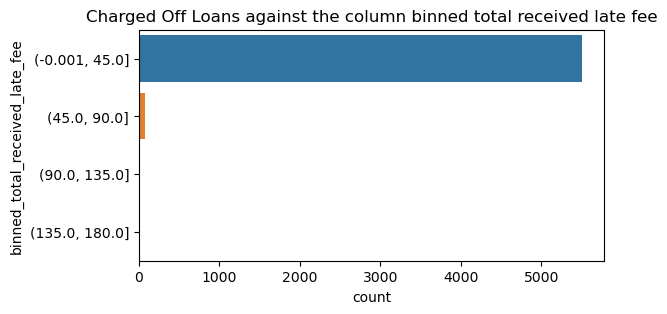 Charged Off Loans against the column binned total received late fee
binned_total_received_late_fee
(-0.001, 45.0]
(45.0, 90.0]
(90.0, 135.0]
(135.0, 180.0]
0 1000 2000 3000 4000 5000
count